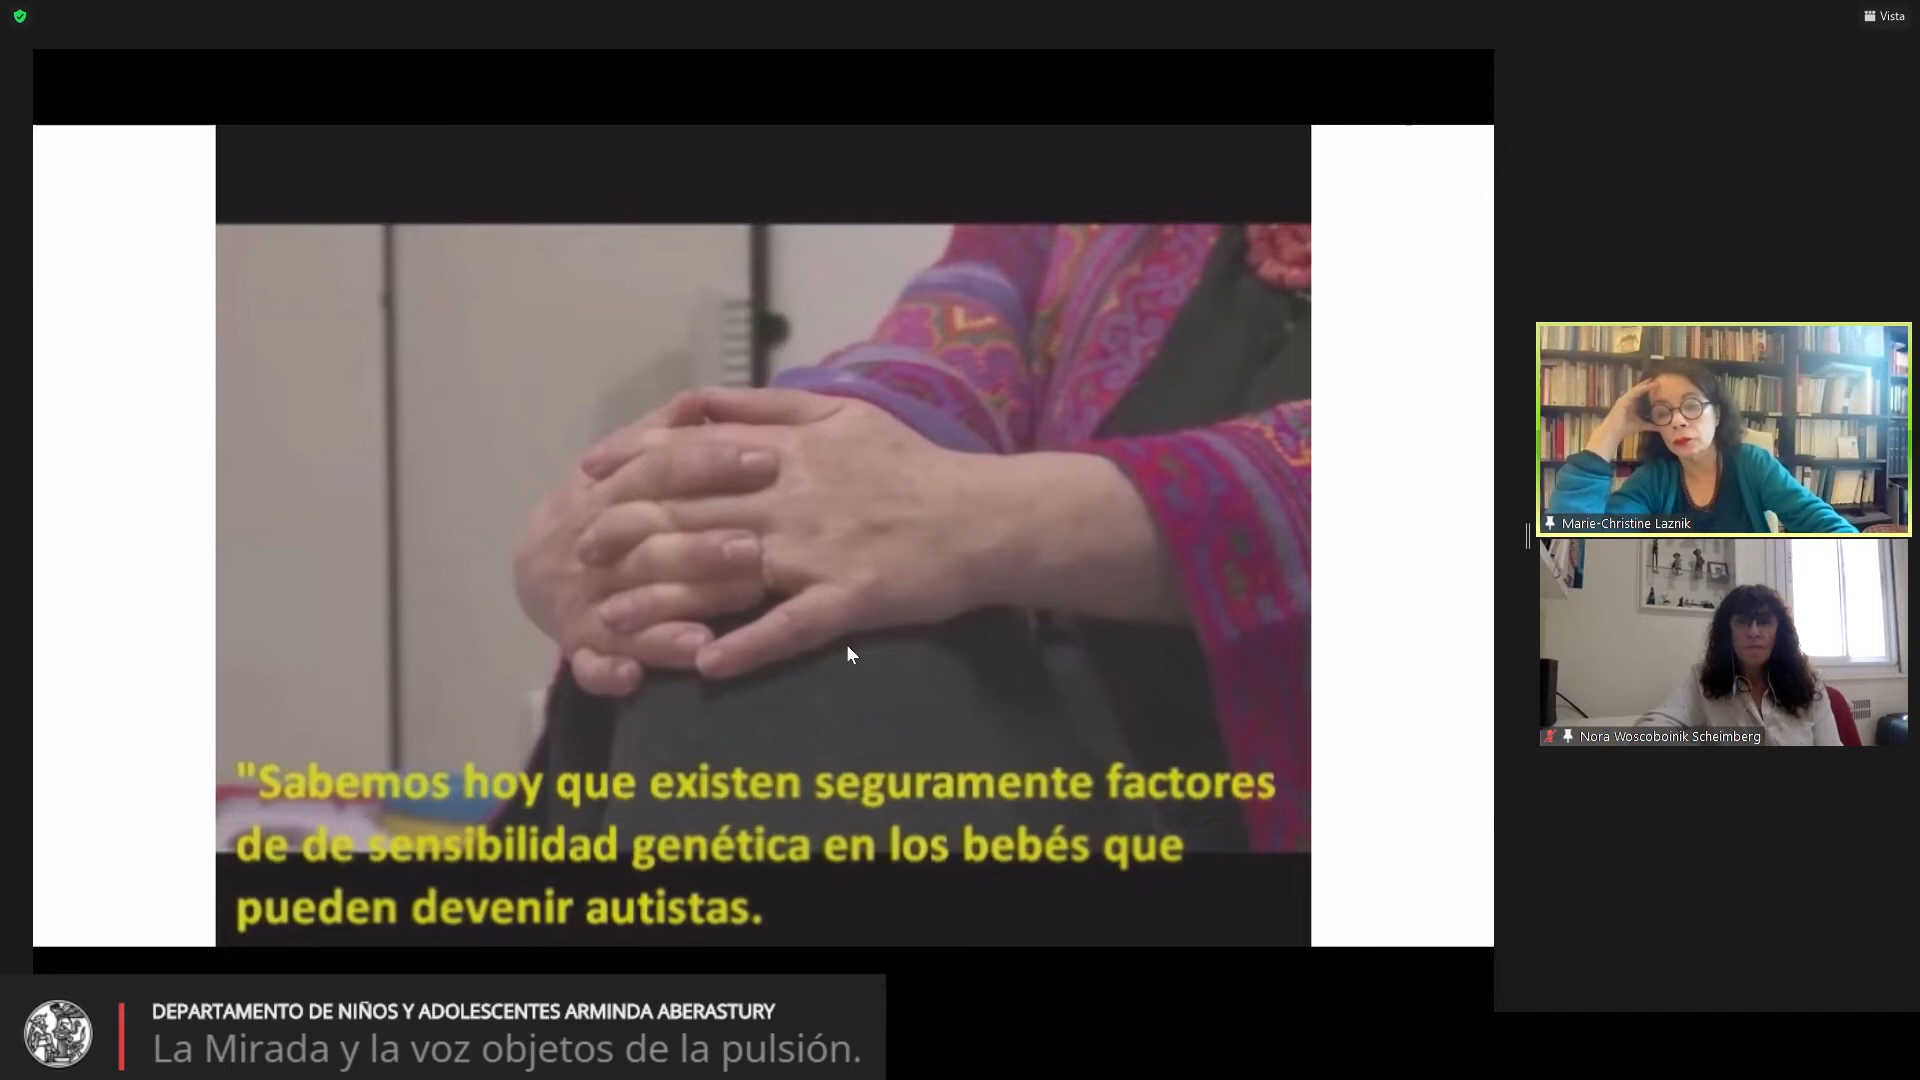 Vista
Marie-Christine Laznik
Nora Woscoboinik Scheimberg
"Sabemos hoy que existen seguramente factores
de de sensibilidad genética en los bebés que
pueden devenir autistas.
DEPARTAMENTO DE NIÑOS Y ADOLESCENTES ARMINDA ABERASTURY
La Mirada y la voz objetos de la pulsión.